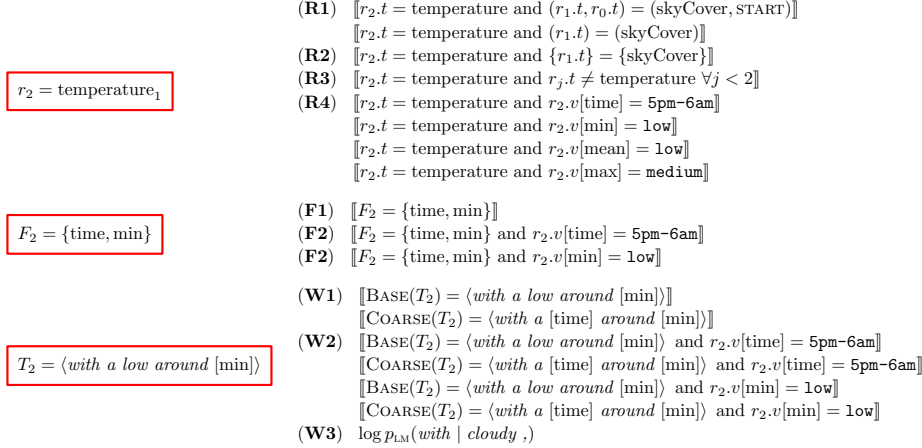 (R1) ⟦r₂.t = temperature and (r₁.t, r₀.t) = (skyCover, START)⟧
⟦r₂.t = temperature and (r₁.t) = (skyCover)⟧
(R2) ⟦r₂.t = temperature and {r₁.t} = {skyCover}⟧
(R3) ⟦r₂.t = temperature and rⱼ.t ≠ temperature ∀j < 2⟧
r₂ = temperature₁
(R4) ⟦r₂.t = temperature and r₂.v[time] = 5pm-6am⟧
⟦r₂.t = temperature and r₂.v[min] = low⟧
⟦r₂.t = temperature and r₂.v[mean] = low⟧
⟦r₂.t = temperature and r₂.v[max] = medium⟧
(F1) ⟦F₂ = {time, min}⟧
F₂ = {time, min}
(F2) ⟦F₂ = {time, min} and r₂.v[time] = 5pm-6am⟧
(F2) ⟦F₂ = {time, min} and r₂.v[min] = low⟧
(W1) ⟦BASE(T₂) = ⟨with a low around [min]⟩⟧
⟦COARSE(T₂) = ⟨with a [time] around [min]⟩⟧
(W2) ⟦BASE(T₂) = ⟨with a low around [min]⟩ and r₂.v[time] = 5pm-6am⟧
T₂ = ⟨with a low around [min]⟩
⟦COARSE(T₂) = ⟨with a [time] around [min]⟩ and r₂.v[time] = 5pm-6am⟧
⟦BASE(T₂) = ⟨with a low around [min]⟩ and r₂.v[min] = low⟧
⟦COARSE(T₂) = ⟨with a [time] around [min]⟩ and r₂.v[min] = low⟧
(W3) log p_LM(with | cloudy ,)